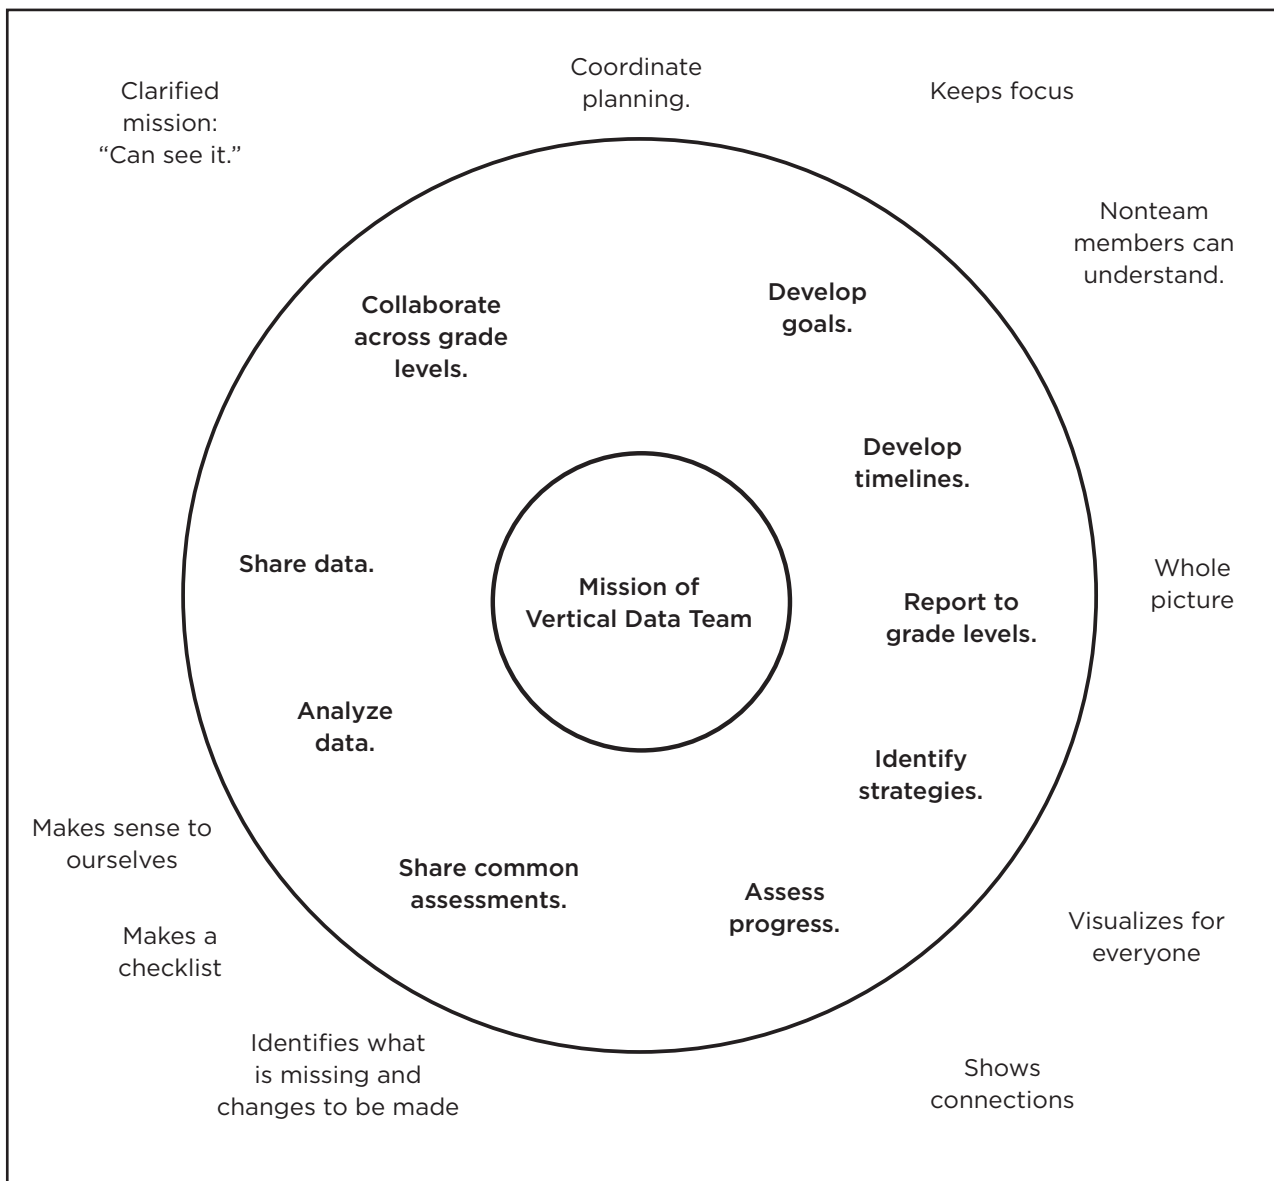 Clarified
mission:
“Can see it.”
Coordinate
planning.
Keeps focus
Nonteam
members can
understand.
Collaborate
across grade
levels.
Develop
goals.
Develop
timelines.
Share data.
Mission of
Vertical Data Team
Report to
grade levels.
Whole
picture
Analyze
data.
Identify
strategies.
Makes sense to
ourselves
Share common
assessments.
Assess
progress.
Makes a
checklist
Visualizes for
everyone
Identifies what
is missing and
changes to be made
Shows
connections